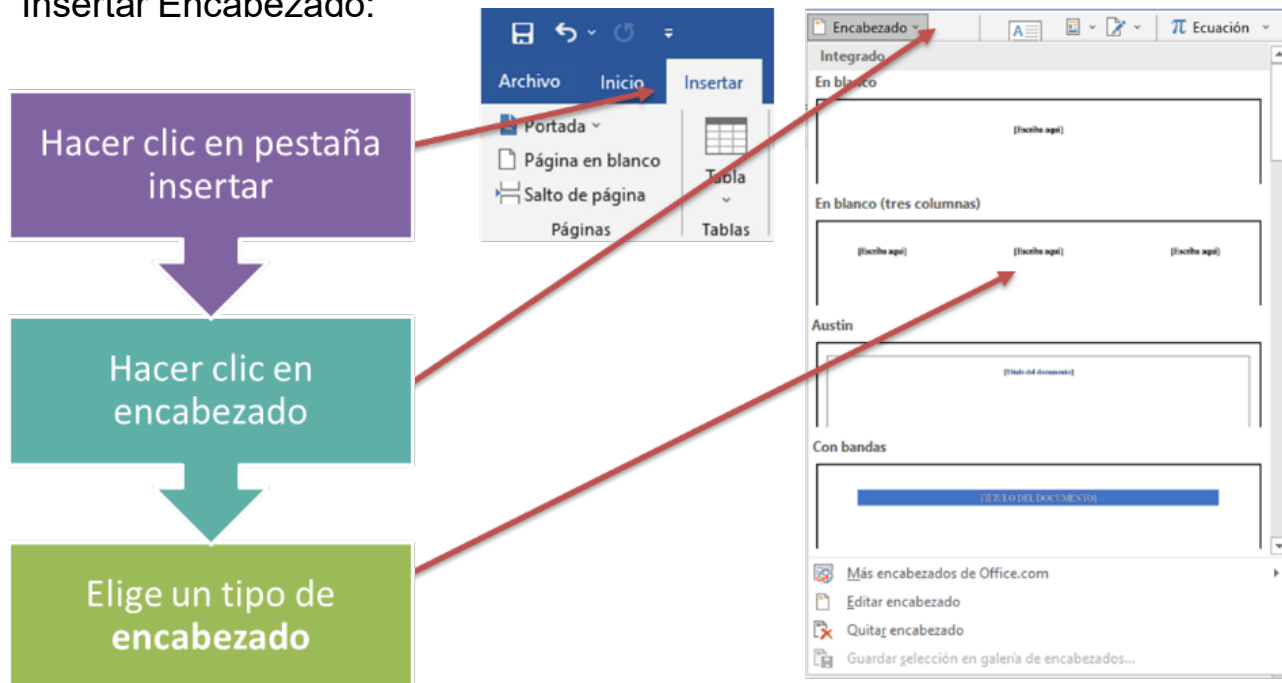 Insertar Encabezado:
Hacer clic en pestaña
insertar
Hacer clic en
encabezado
Elige un tipo de
encabezado
Archivo Inicio Insertar
Portada
Página en blanco
Salto de página
Páginas
Tabla
Tablas
Encabezado
A
π Ecuación
Integrado
En blanco
[Escriba aquí]
En blanco (tres columnas)
[Escriba aquí] [Escriba aquí] [Escriba aquí]
Austin
[Título del documento]
Con bandas
[TÍTULO DEL DOCUMENTO]
Más encabezados de Office.com
Editar encabezado
Quitar encabezado
Guardar selección en galería de encabezados...